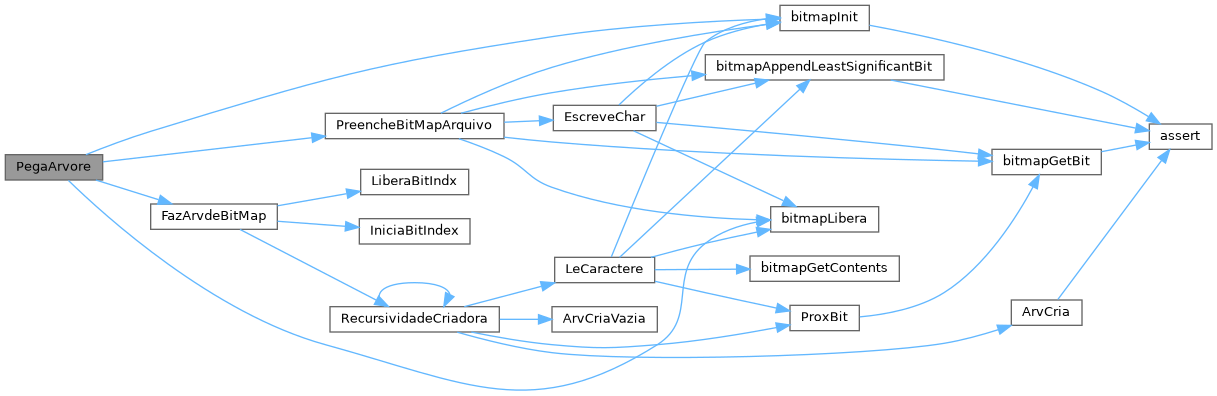 bitmapInit
bitmapAppendLeastSignificantBit
PreencheBitMapArquivo
EscreveChar
assert
PegaArvore
bitmapGetBit
LiberaBitIndx
FazArvdeBitMap
bitmapLibera
IniciaBitIndex
LeCaractere
bitmapGetContents
RecursividadeCriadora
ArvCriaVazia
ProxBit
ArvCria